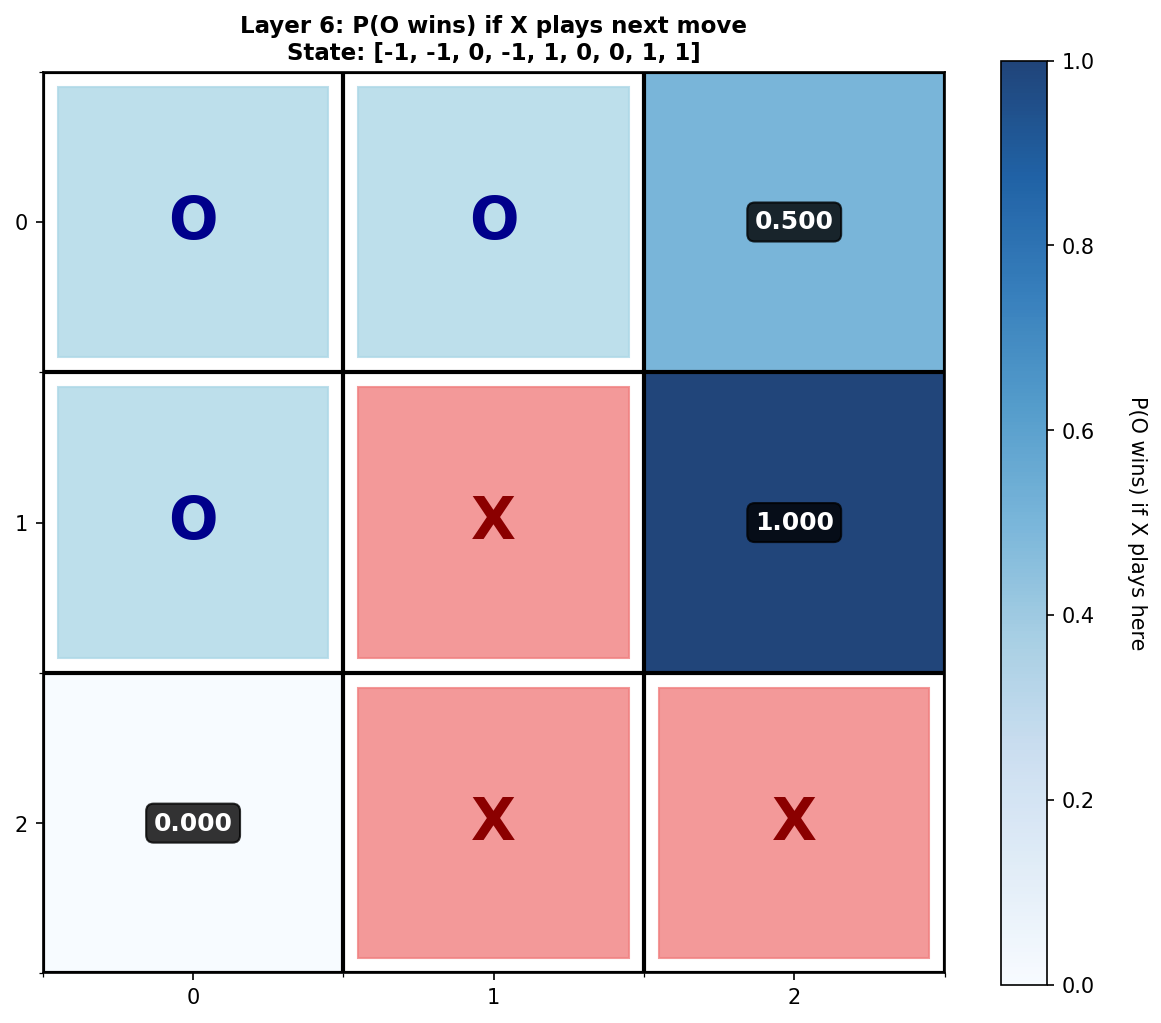 Layer 6: P(O wins) if X plays next move
State: [-1, -1, 0, -1, 1, 0, 0, 1, 1]
0
O
O
0.500
1
O
X
1.000
2
0.000
X
X
0
1
2
1.0
0.8
0.6
0.4
0.2
0.0
P(O wins) if X plays here